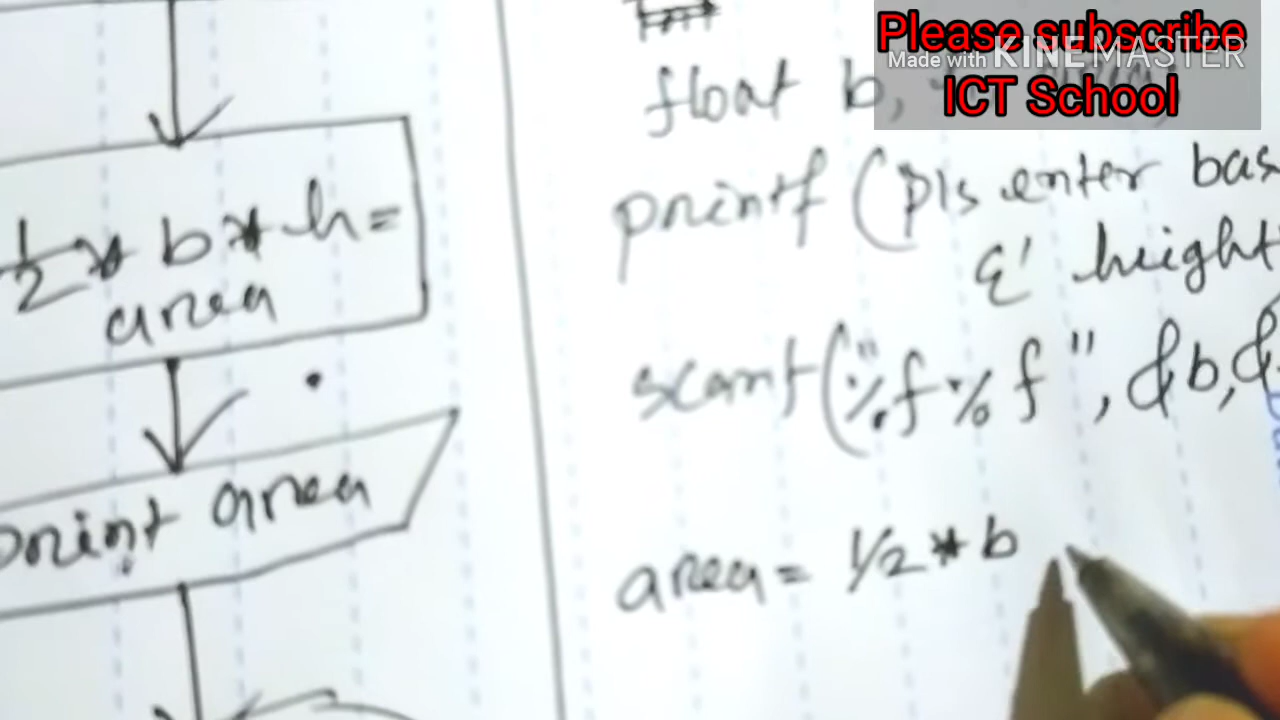 1/2 * b * h =
area
print area
float b,
printf (pls enter bas
& height
scanf("%f%f", &b,&
area = 1/2 * b
Please subscribe
Made with KINEMASTER
ICT School